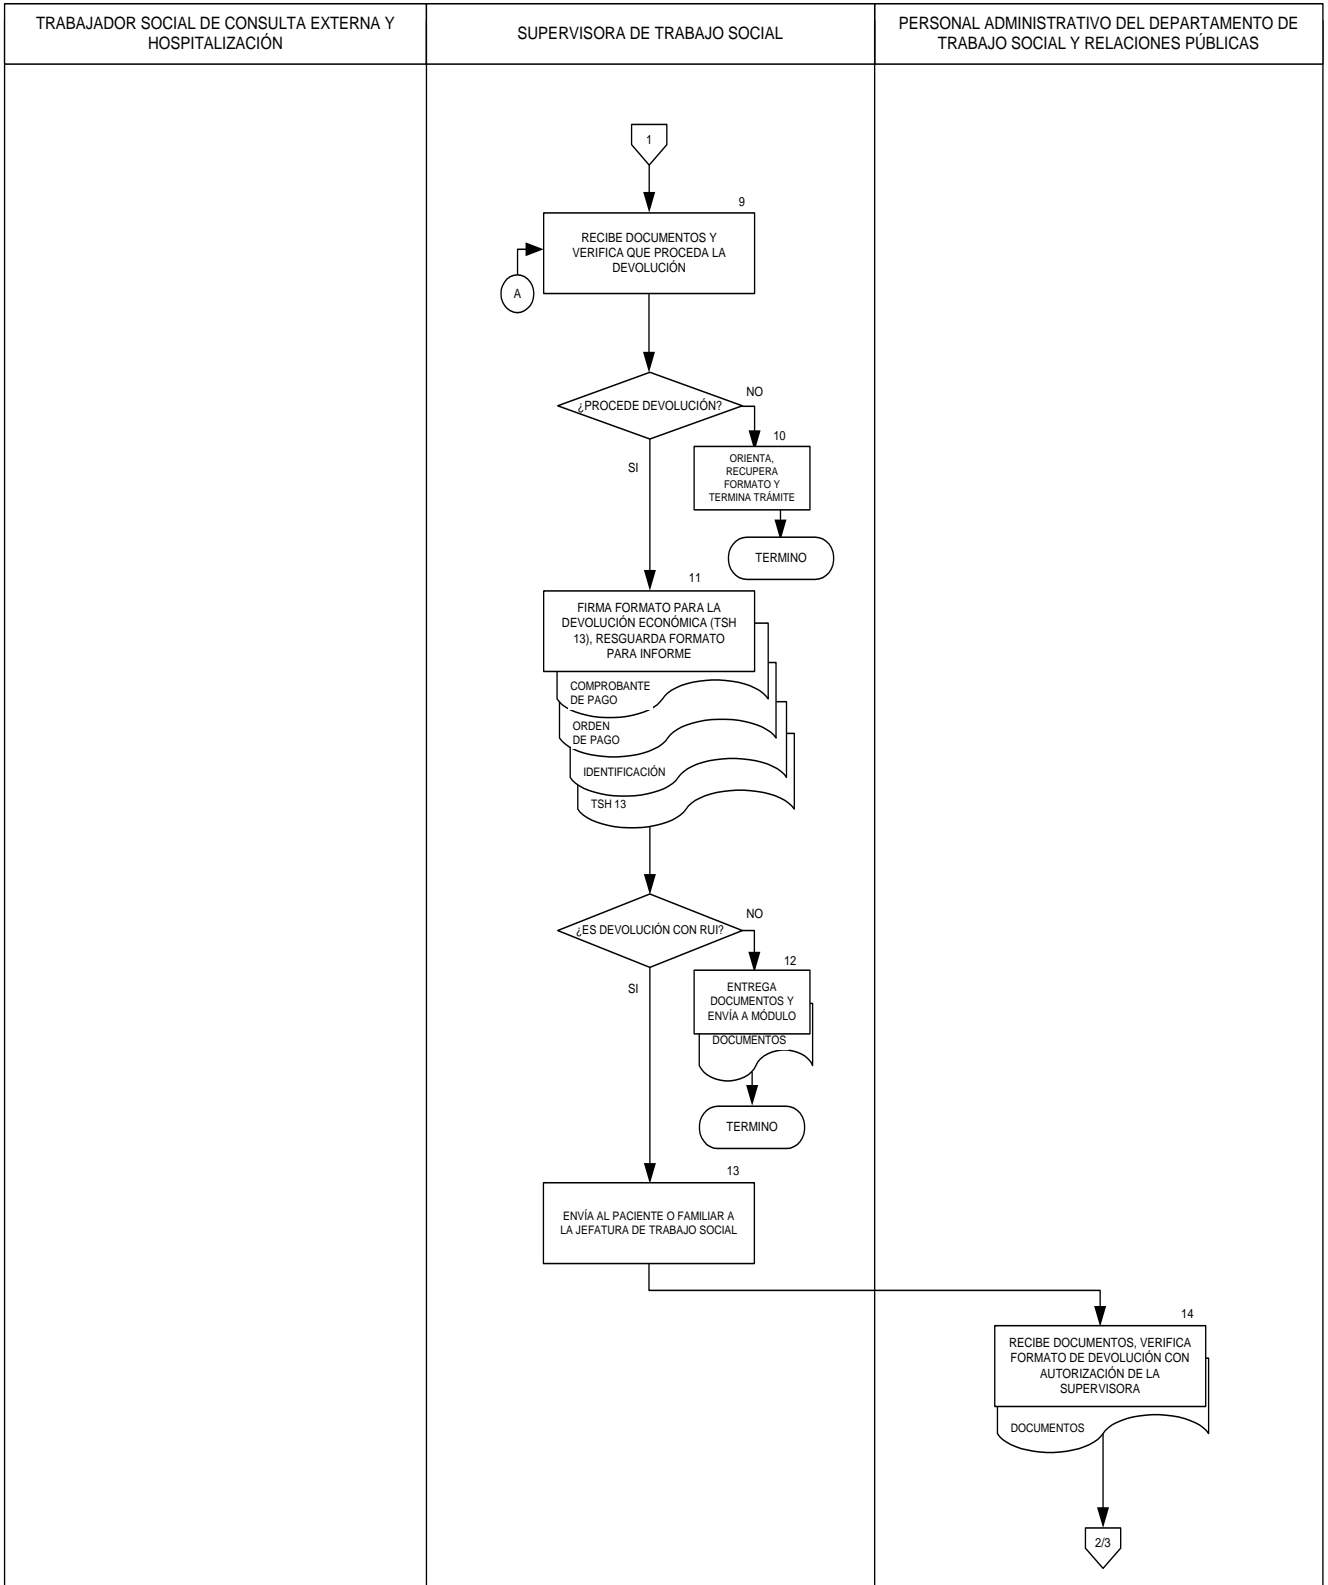 TRABAJADOR SOCIAL DE CONSULTA EXTERNA Y
HOSPITALIZACIÓN
SUPERVISORA DE TRABAJO SOCIAL
PERSONAL ADMINISTRATIVO DEL DEPARTAMENTO DE
TRABAJO SOCIAL Y RELACIONES PÚBLICAS
1
9
RECIBE DOCUMENTOS Y
VERIFICA QUE PROCEDA LA
DEVOLUCIÓN
A
¿PROCEDE DEVOLUCIÓN?
NO
SI
10
ORIENTA,
RECUPERA
FORMATO Y
TERMINA TRÁMITE
TERMINO
11
FIRMA FORMATO PARA LA
DEVOLUCIÓN ECONÓMICA (TSH
13), RESGUARDA FORMATO
PARA INFORME
COMPROBANTE
DE PAGO
ORDEN
DE PAGO
IDENTIFICACIÓN
TSH 13
¿ES DEVOLUCIÓN CON RUI?
NO
SI
12
ENTREGA
DOCUMENTOS Y
ENVÍA A MÓDULO
DOCUMENTOS
TERMINO
13
ENVÍA AL PACIENTE O FAMILIAR A
LA JEFATURA DE TRABAJO SOCIAL
14
RECIBE DOCUMENTOS, VERIFICA
FORMATO DE DEVOLUCIÓN CON
AUTORIZACIÓN DE LA
SUPERVISORA
DOCUMENTOS
2/3